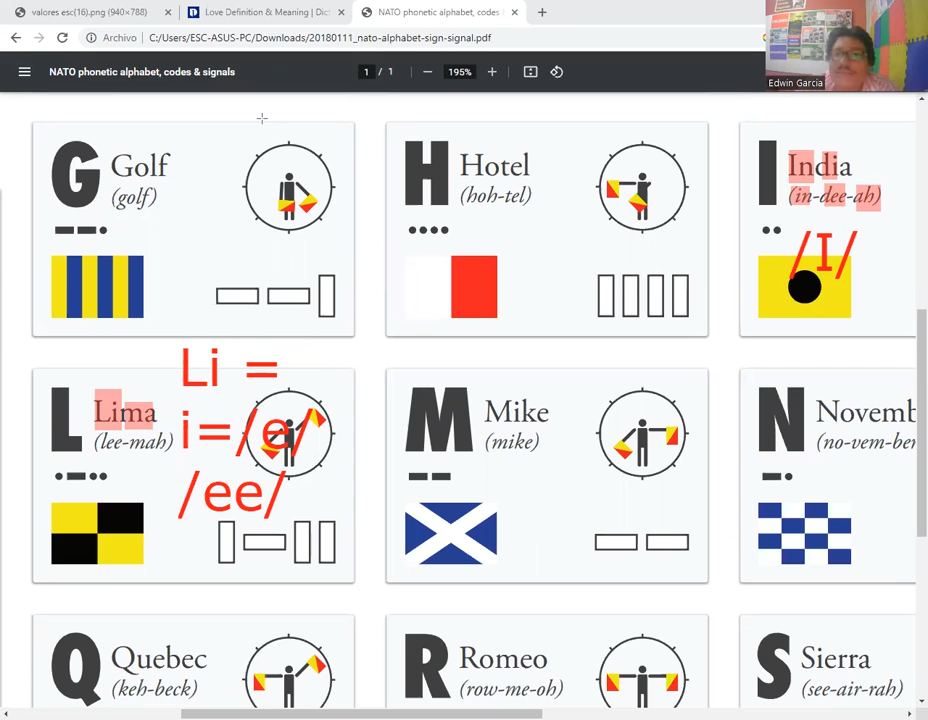 valores esc(16).png (940×788)
Love Definition & Meaning | Dict
NATO phonetic alphabet, codes &
Archivo
C:/Users/ESC-ASUS-PC/Downloads/20180111_nato-alphabet-sign-signal.pdf
NATO phonetic alphabet, codes & signals
1 / 1
195%
Edwin Garcia
G Golf
(golf)
H Hotel
(hoh-tel)
I India
(in-dee-ah)
/I/
L Lima
(lee-mah)
Li =
i=/e/
/ee/
M Mike
(mike)
N Novemb
(no-vem-ber
Q Quebec
(keh-beck)
R Romeo
(row-me-oh)
S Sierra
(see-air-rah)